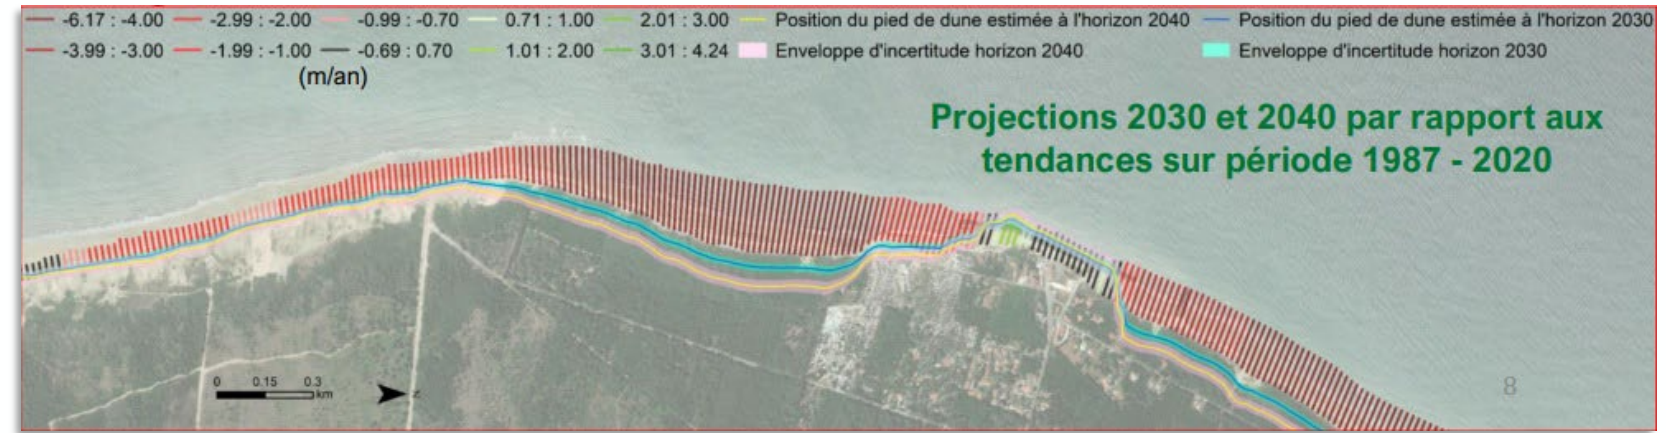 -6.17 : -4.00 -2.99 : -2.00 -0.99 : -0.70 0.71 : 1.00 2.01 : 3.00 Position du pied de dune estimée à l'horizon 2040 Position du pied de dune estimée à l'horizon 2030
-3.99 : -3.00 -1.99 : -1.00 -0.69 : 0.70 1.01 : 2.00 3.01 : 4.24 Enveloppe d'incertitude horizon 2040 Enveloppe d'incertitude horizon 2030
(m/an)
Projections 2030 et 2040 par rapport aux
tendances sur période 1987 - 2020
0 0.15 0.3
km
8